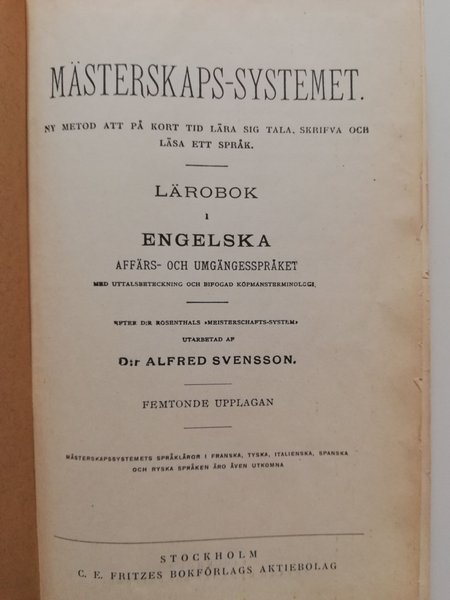 MÄSTERSKAPS-SYSTEMET.
NY METOD ATT PÅ KORT TID LÄRA SIG TALA, SKRIFVA OCH
LÄSA ETT SPRÅK.
LÄROBOK
I
ENGELSKA
AFFÄRS- OCH UMGÄNGESSPRÅKET
MED UTTALSBETECKNING OCH BIFOGAD KÖPMANSTERMINOLOGI,
EFTER D:R ROSENTHALS »MEISTERSCHAFTS-SYSTEM»
UTARBETAD AF
D:r ALFRED SVENSSON.
FEMTONDE UPPLAGAN
MÄSTERSKAPSSYSTEMETS SPRÅKLÄROR I FRANSKA, TYSKA, ITALIENSKA, SPANSKA
OCH RYSKA SPRÅKEN ÄRO ÄVEN UTKOMNA
STOCKHOLM
C. E. FRITZES BOKFÖRLAGS AKTIEBOLAG